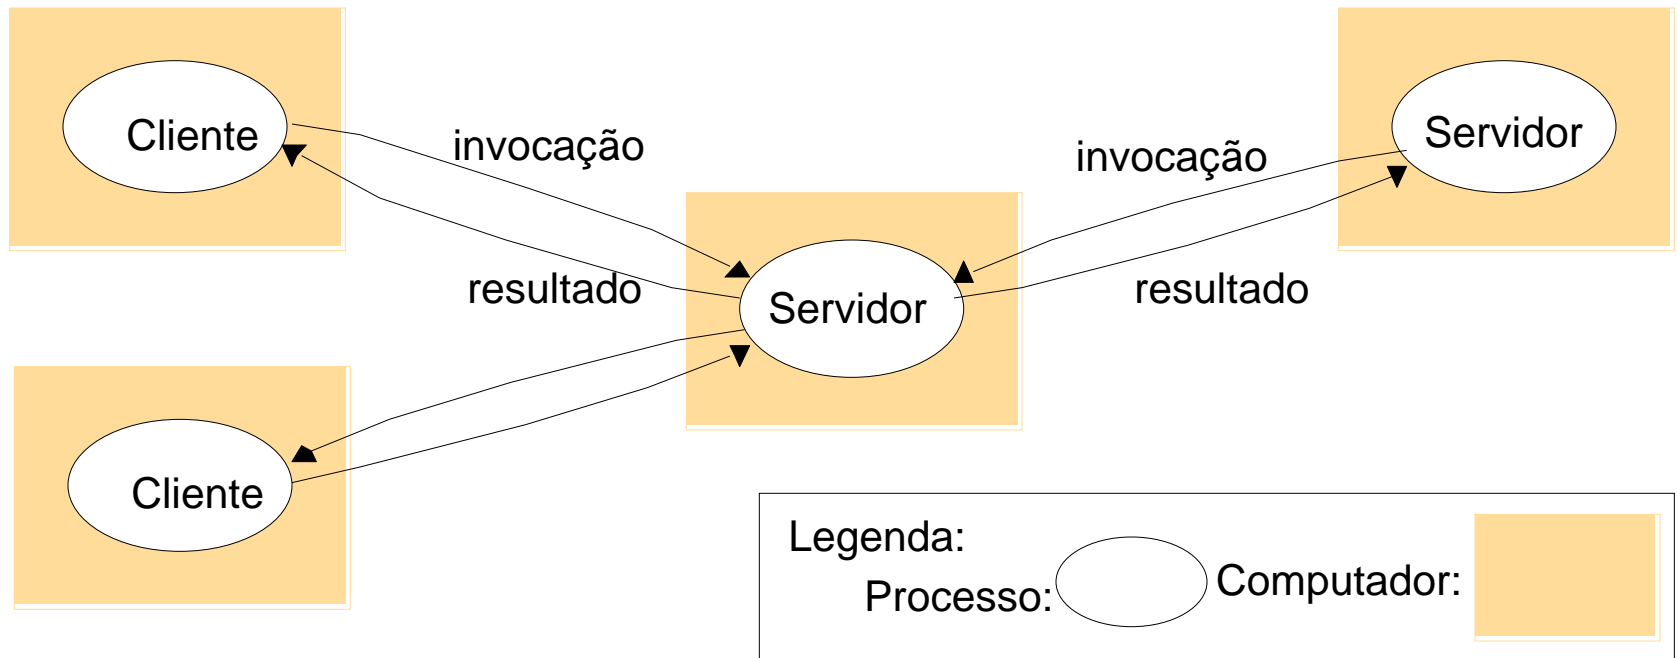 Cliente
invocação
resultado
Servidor
invocação
resultado
Servidor
Cliente
Legenda:
Processo:
Computador: